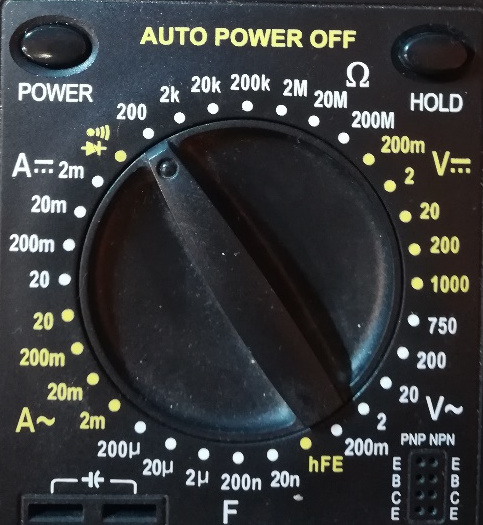 AUTO POWER OFF
POWER
HOLD
Ω
200
2k
20k
200k
2M
20M
200M
V⎓
200m
2
20
200
1000
750
200
20
2
200m
V~
hFE
F
20n
200n
2µ
20µ
200µ
A~
2m
20m
200m
20
20
200m
20m
2m
A⎓
PNP NPN
E E
B B
C C
E E